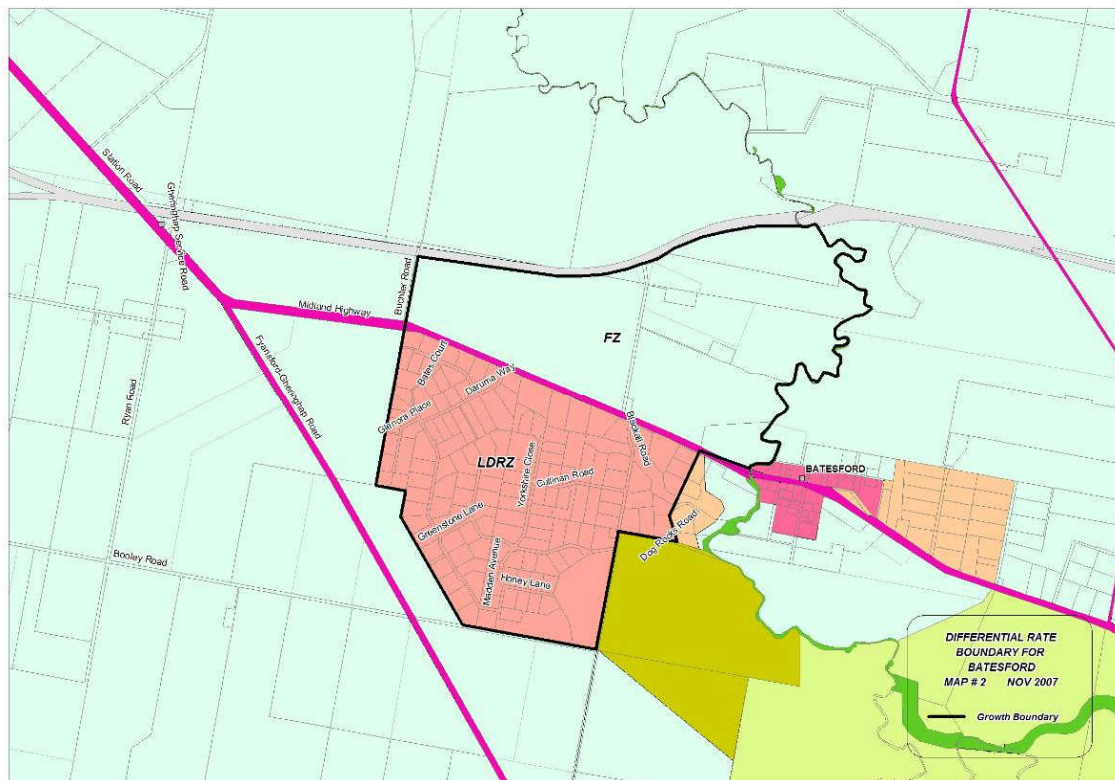 Station Road
Gheringhap Service Road
Buchter Road
Midland Highway
FZ
Bates Court
Daruma Way
Fyansford-Gheringhap Road
Ryan Road
Glenora Place
Blackall Road
LDRZ
Yorkshire Close
Cullinan Road
BATESFORD
Greenstone Lane
Dog Rocks Road
Booley Road
Madden Avenue
Honey Lane
DIFFERENTIAL RATE
BOUNDARY FOR
BATESFORD
MAP # 2 NOV 2007
Growth Boundary